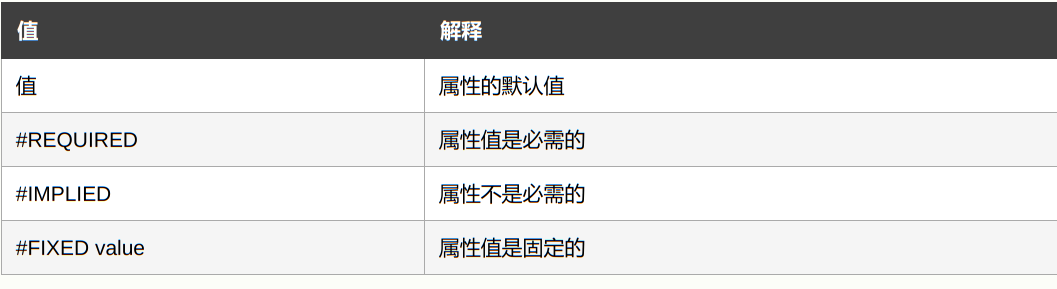 值 解释
值 属性的默认值
#REQUIRED 属性值是必需的
#IMPLIED 属性不是必需的
#FIXED value 属性值是固定的